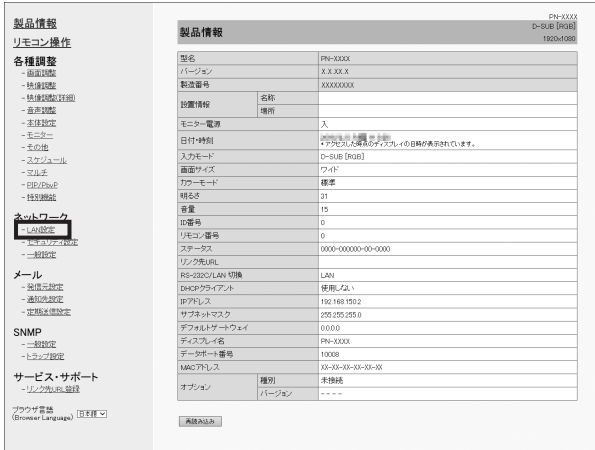 製品情報
リモコン操作
各種調整
- 画面調整
- 映像調整
- 映像調整(詳細)
- 音声調整
- 本体設定
- モニター
- その他
- スケジュール
- マルチ
- PIP/PbyP
- 特別機能
ネットワーク
- LAN設定
- セキュリティ設定
- 一般設定
メール
- 発信元設定
- 通知先設定
- 定期送信設定
SNMP
- 一般設定
- トラップ設定
サービス・サポート
- リンク先URL登録
ブラウザ言語
(Browser Language) 日本語
PN-XXXX
製品情報 D-SUB [RGB]
1920x1080
型名 PN-XXXX
バージョン X.X.XX.X
製造番号 XXXXXXXX
設置情報 名称
場所
モニター電源 入
日付・時刻
* アクセスした時点のディスプレイの日時が表示されています。
入力モード D-SUB [RGB]
画面サイズ ワイド
カラーモード 標準
明るさ 31
音量 15
ID番号 0
リモコン番号 0
ステータス 0000-000000-00-0000
リンク先URL
RS-232C/LAN 切換 LAN
DHCPクライアント 使用しない
IPアドレス 192.168.150.2
サブネットマスク 255.255.255.0
デフォルトゲートウェイ 0.0.0.0
ディスプレイ名 PN-XXXX
データポート番号 10008
MACアドレス XX-XX-XX-XX-XX-XX
オプション 種別 未接続
バージョン ----
再読み込み